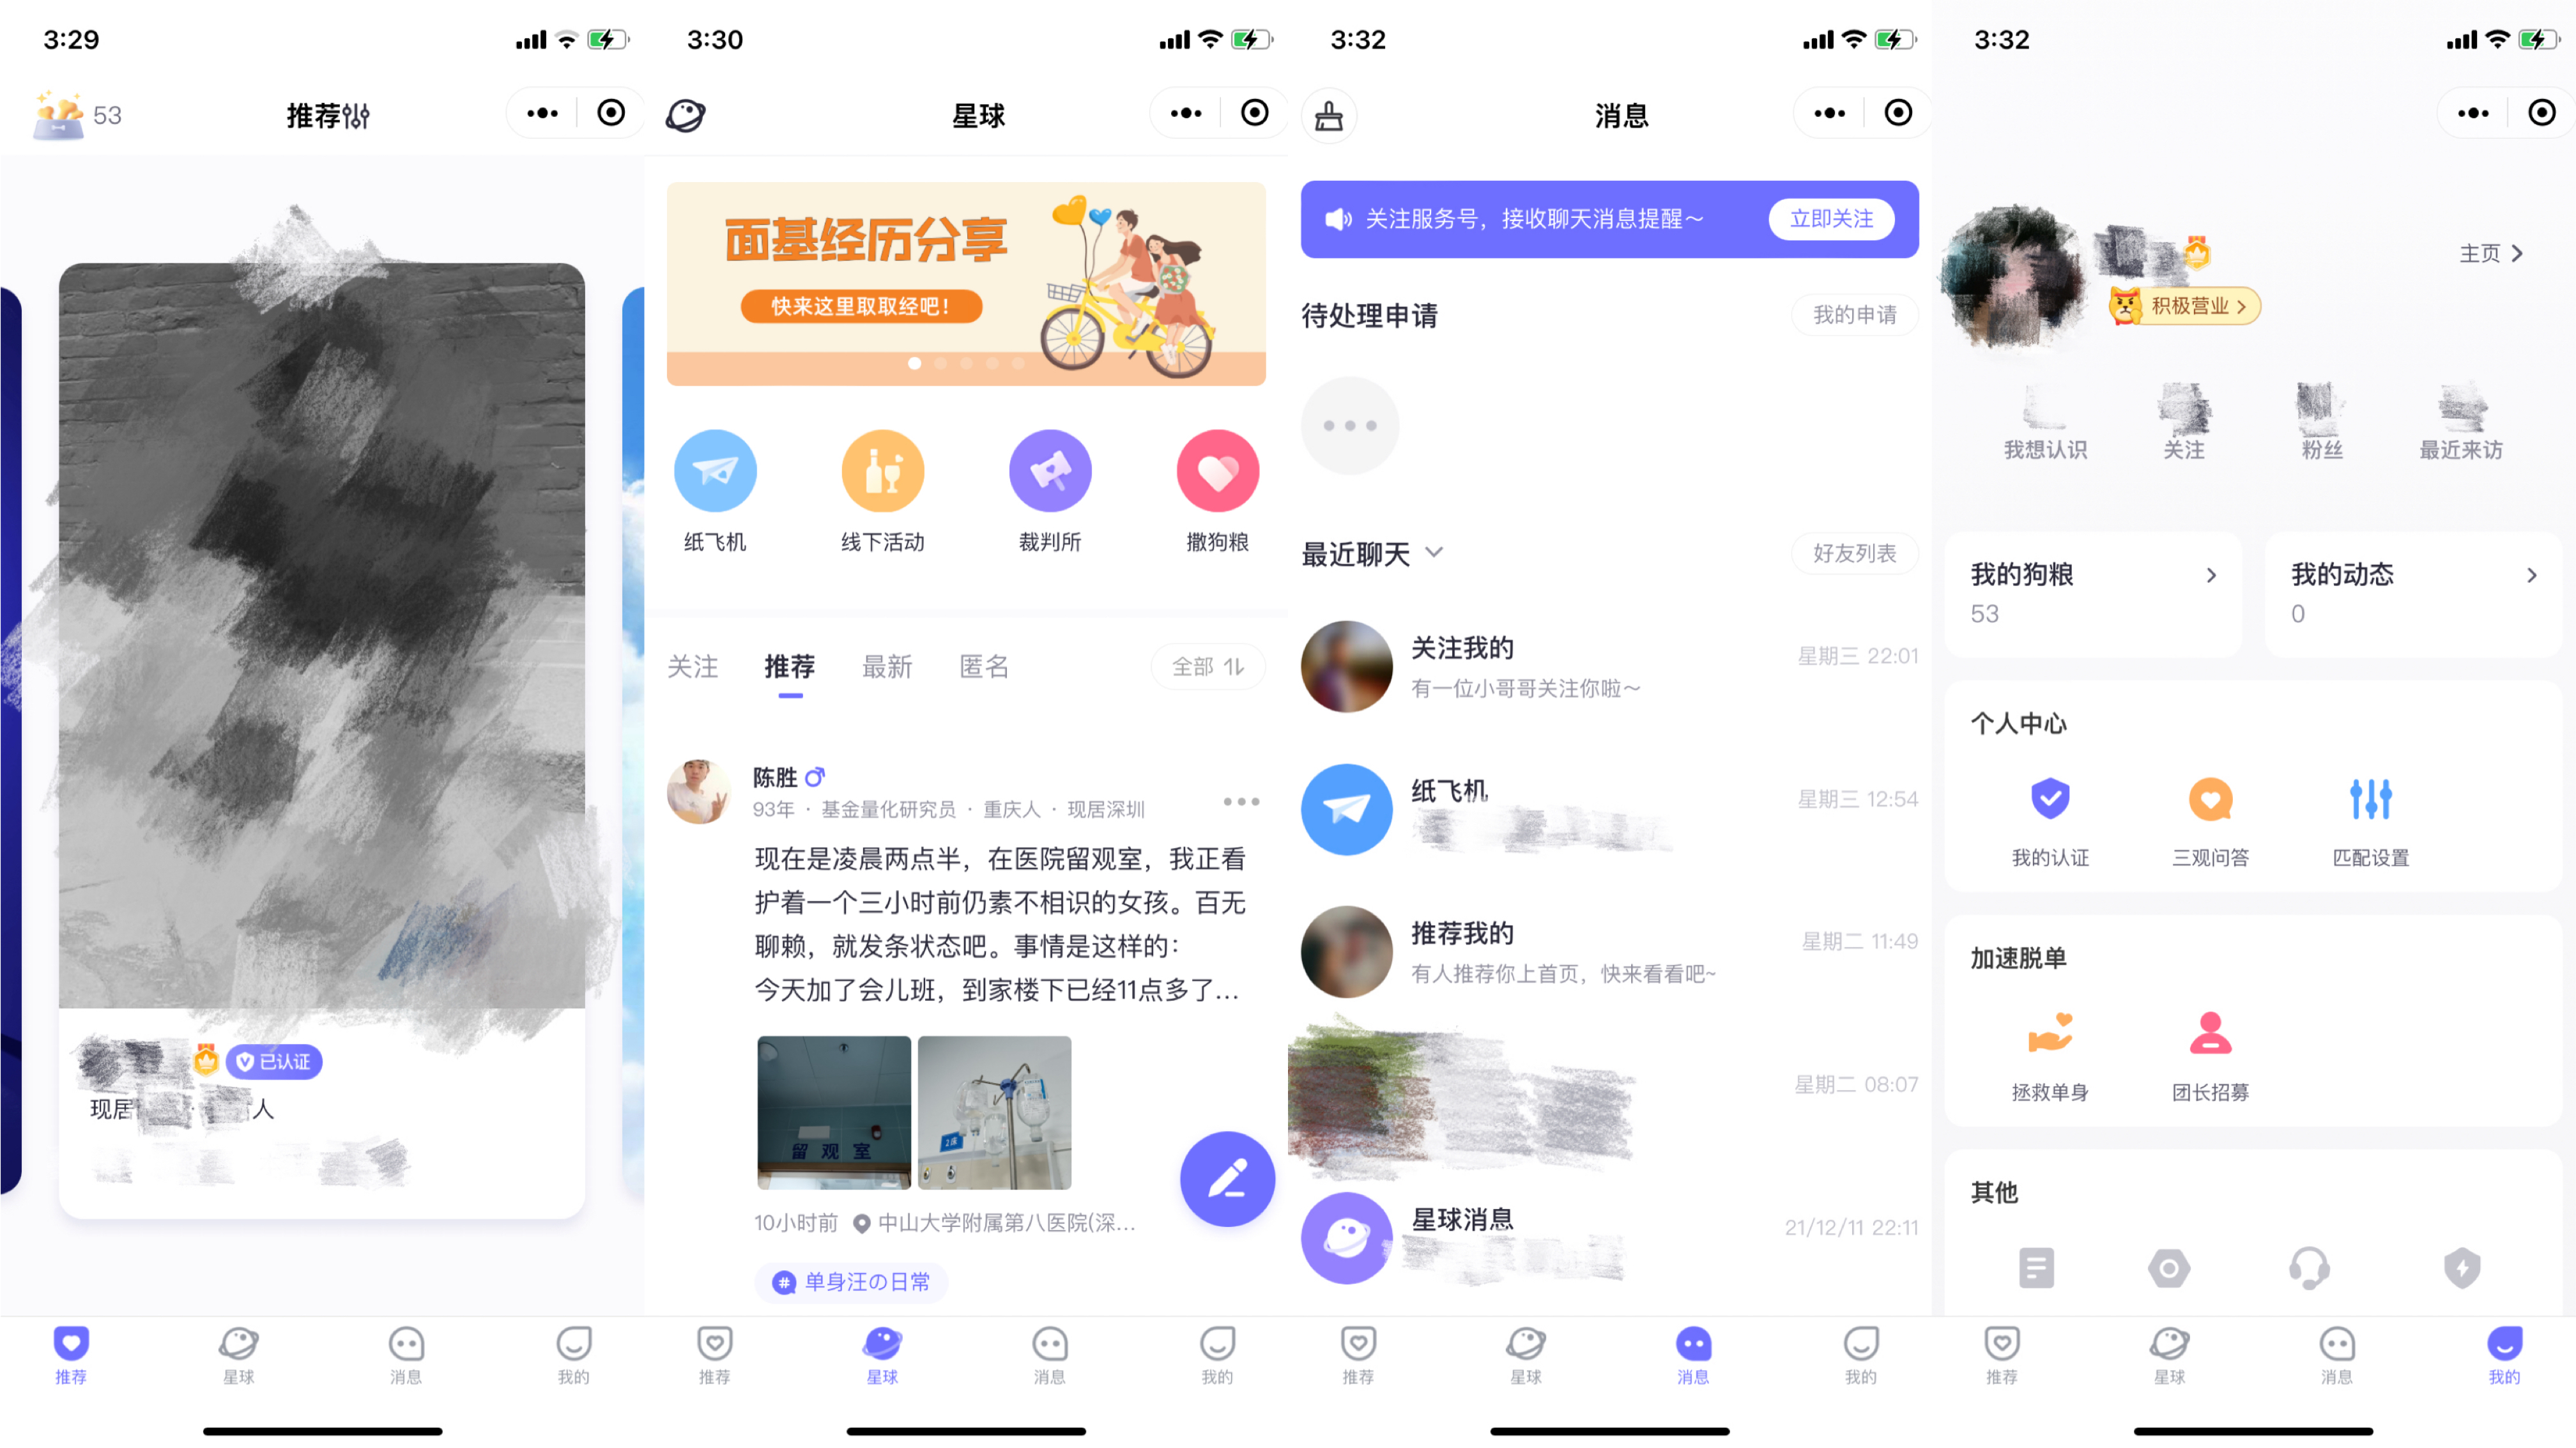 3:29
53
推荐
已认证
现居
人
推荐
星球
消息
我的
3:30
星球
面基经历分享
快来这里取取经吧！
纸飞机
线下活动
裁判所
撒狗粮
关注
推荐
最新
匿名
全部
陈胜
93年 · 基金量化研究员 · 重庆人 · 现居深圳
现在是凌晨两点半，在医院留观室，我正看
护着一个三小时前仍素不相识的女孩。百无
聊赖，就发条状态吧。事情是这样的：
今天加了会儿班，到家楼下已经11点多了...
留观室
2床
10小时前
中山大学附属第八医院(深...
# 单身汪の日常
推荐
星球
消息
我的
3:32
消息
关注服务号，接收聊天消息提醒～
立即关注
待处理申请
我的申请
最近聊天
好友列表
关注我的
星期三 22:01
有一位小哥哥关注你啦～
纸飞机
星期三 12:54
推荐我的
星期二 11:49
有人推荐你上首页，快来看看吧~
星期二 08:07
星球消息
21/12/11 22:11
推荐
星球
消息
我的
3:32
主页
积极营业
我想认识
关注
粉丝
最近来访
我的狗粮
53
我的动态
0
个人中心
我的认证
三观问答
匹配设置
加速脱单
拯救单身
团长招募
其他
推荐
星球
消息
我的